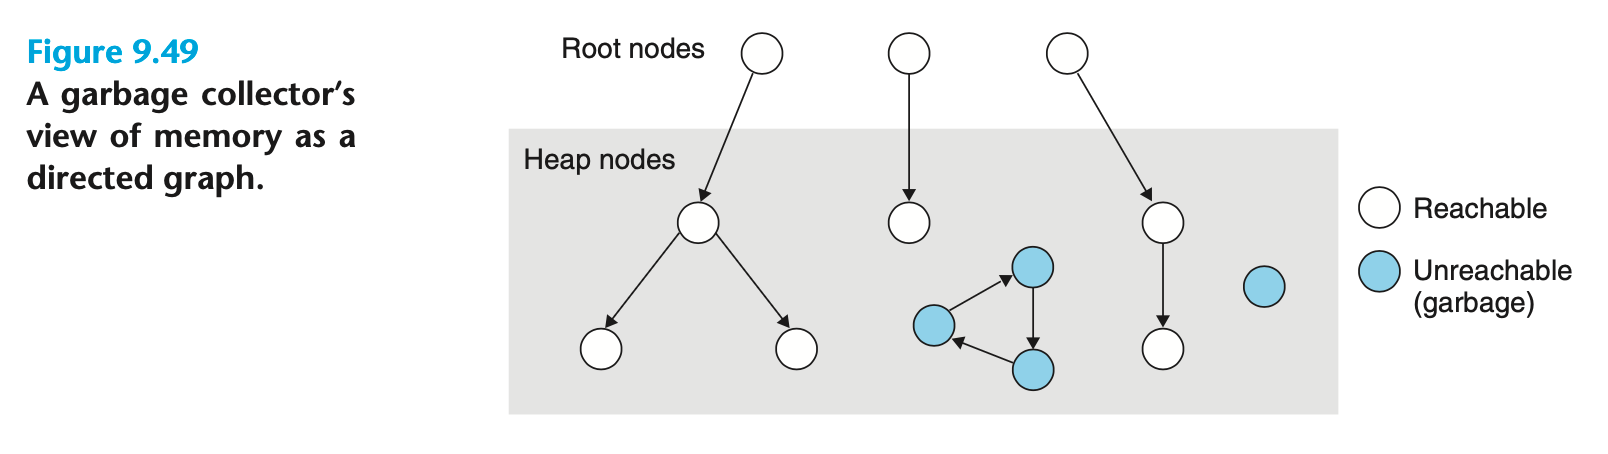 Figure 9.49
A garbage collector's
view of memory as a
directed graph.
Root nodes
Heap nodes
Reachable
Unreachable
(garbage)